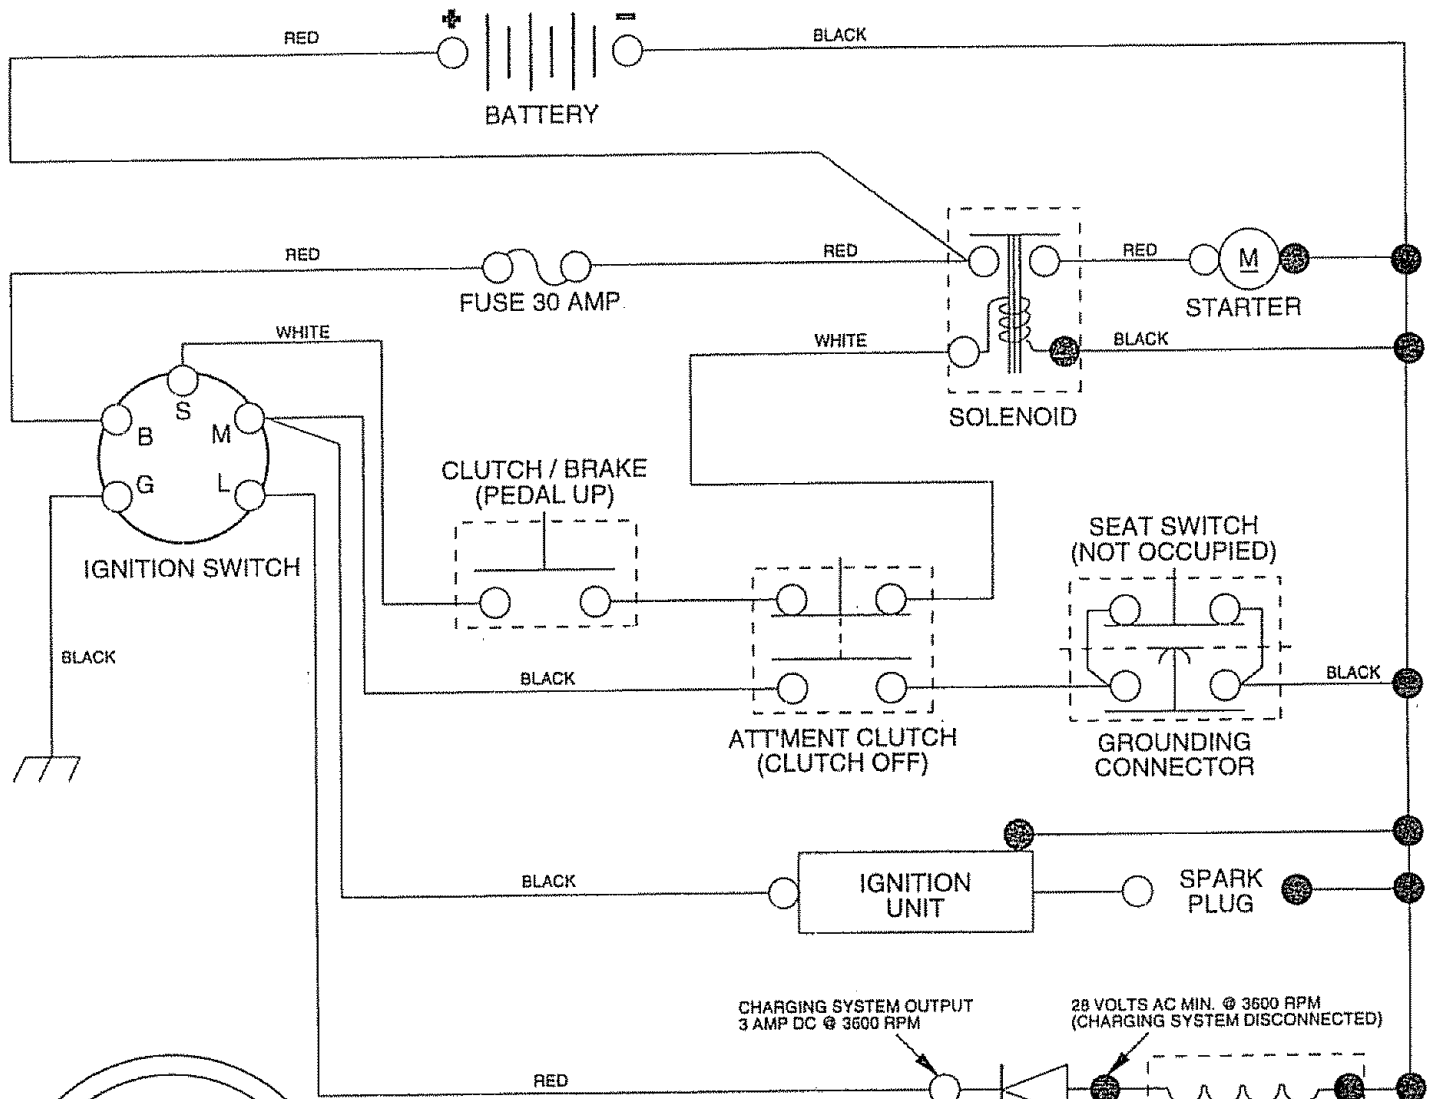 +
-
RED
BLACK
BATTERY
RED
RED
RED
M
FUSE 30 AMP
STARTER
WHITE
WHITE
BLACK
S
B
M
SOLENOID
G
L
CLUTCH / BRAKE
(PEDAL UP)
SEAT SWITCH
(NOT OCCUPIED)
IGNITION SWITCH
BLACK
BLACK
BLACK
ATT'MENT CLUTCH
(CLUTCH OFF)
GROUNDING
CONNECTOR
BLACK
IGNITION
UNIT
SPARK
PLUG
CHARGING SYSTEM OUTPUT
3 AMP DC @ 3600 RPM
28 VOLTS AC MIN. @ 3600 RPM
(CHARGING SYSTEM DISCONNECTED)
RED